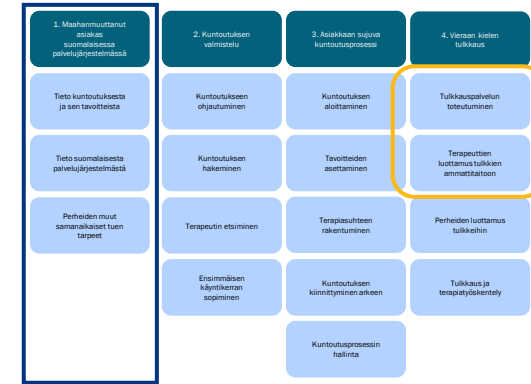 1. Maahanmuuttanut
asiakas
suomalaisessa
palvelujärjestelmässä
Tieto kuntoutuksesta
ja sen tavoitteista
Tieto suomalaisesta
palvelujärjestelmästä
Perheiden muut
samanaikaiset tuen
tarpeet
2. Kuntoutuksen
valmistelu
Kuntoutukseen
ohjautuminen
Kuntoutuksen
hakeminen
Terapeutin etsiminen
Ensimmäisen
käyntikerran
sopiminen
3. Asiakkaan sujuva
kuntoutusprosessi
Kuntoutuksen
aloittaminen
Tavoitteiden
asettaminen
Terapiasuhteen
rakentuminen
Kuntoutuksen
kiinnittyminen arkeen
Kuntoutusprosessin
hallinta
4. Vieraan kielen
tulkkaus
Tulkkauspalvelun
toteutuminen
Terapeuttien
luottamus tulkkien
ammattitaitoon
Perheiden luottamus
tulkkeihin
Tulkkaus ja
terapiatyöskentely